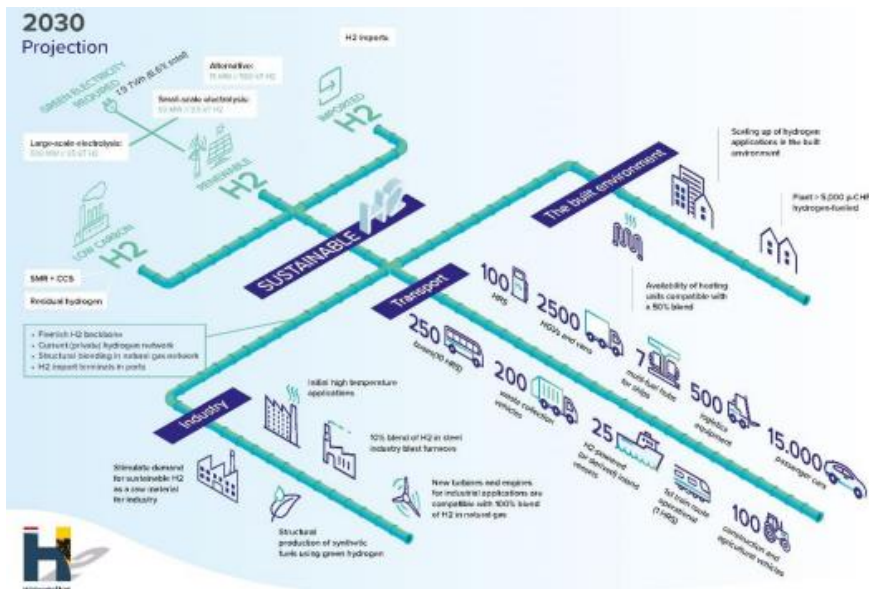 2030
Projection
GREEN ELECTRICITY
REQUIRED
Alternative:
Small-scale electrolysis:
Large-scale electrolysis:
H2 imports
IMPORTED
H2
RENEWABLE
H2
LOW CARBON
H2
SMR + CCS
Residual hydrogen
SUSTAINABLE H2
• Flemish H2 backbone
• Current (private) hydrogen network
• Structural blending in natural gas network
• H2 import terminals in ports
The built environment
Scaling up of hydrogen
applications in the built
environment
Fleet > 5,000 µ-CHP
hydrogen-fuelled
Availability of heating
units compatible with
a 50% blend
Transport
100
HRS
2500
HGVs and vans
7
multi-fuel hubs
for ships
500
logistics
equipment
15.000
passenger cars
250
buses (10 HRS)
200
waste collection
vehicles
25
H2 powered
(or derived) inland
vessels
1st train route
operational
(1 HRS)
100
construction and
agricultural vehicles
Industry
Initial high temperature
applications
10% blend of H2 in steel
industry blast furnaces
Stimulate demand
for sustainable H2
as a raw material
for industry
New turbines and engines
for industrial applications are
compatible with 100% blend
of H2 in natural gas
Structural
production of synthetic
fuels using green hydrogen